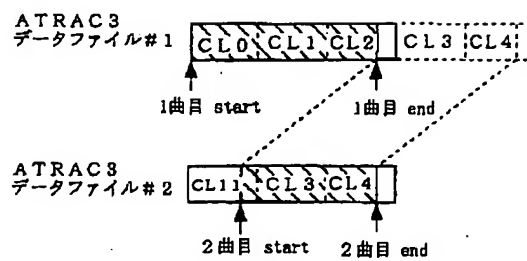 ATRAC3
データファイル#1
CL0 CL1 CL2 CL3 CL4
1曲目 start 1曲目 end
ATRAC3
データファイル#2
CL11 CL3 CL4
2曲目 start 2曲目 end